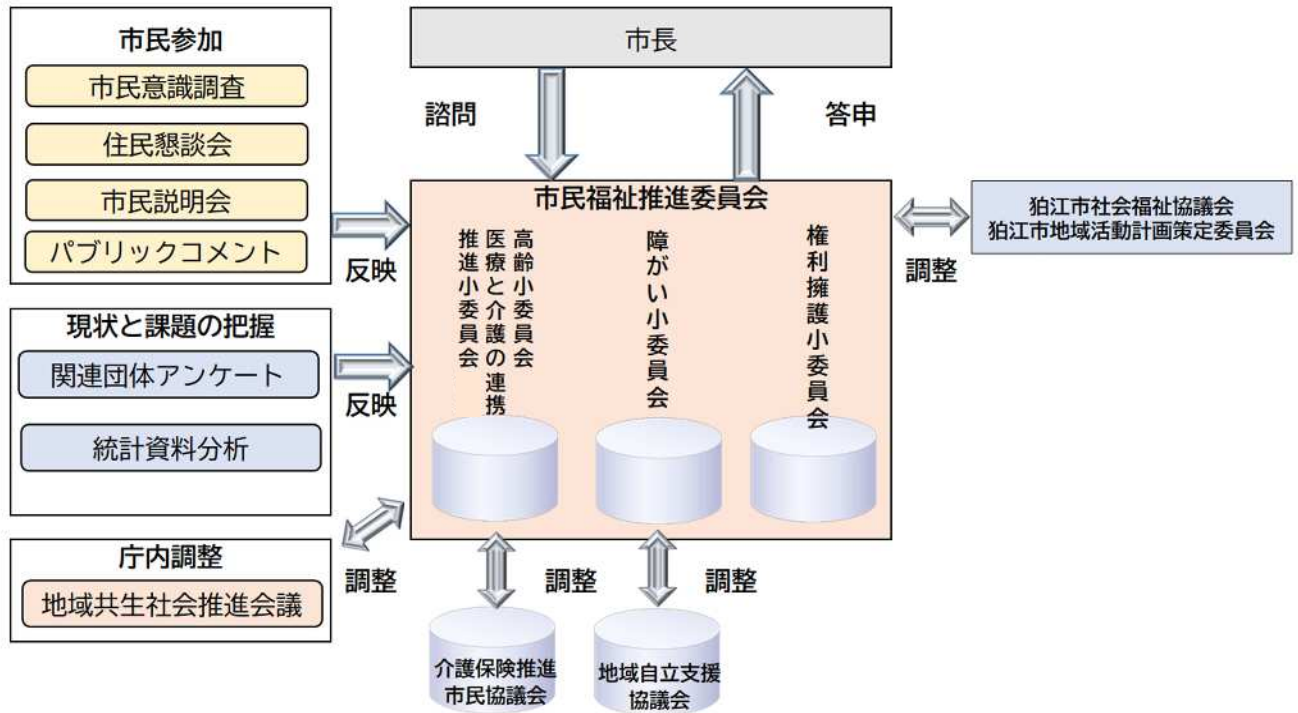 市民参加
市民意識調査
住民懇談会
市民説明会
パブリックコメント
反映
現状と課題の把握
関連団体アンケート
統計資料分析
反映
庁内調整
地域共生社会推進会議
調整
市長
諮問
答申
市民福祉推進委員会
高齢小委員会
医療と介護の連携
推進小委員会
障がい小委員会
権利擁護小委員会
調整
調整
介護保険推進
市民協議会
地域自立支援
協議会
狛江市社会福祉協議会
狛江市地域活動計画策定委員会
調整